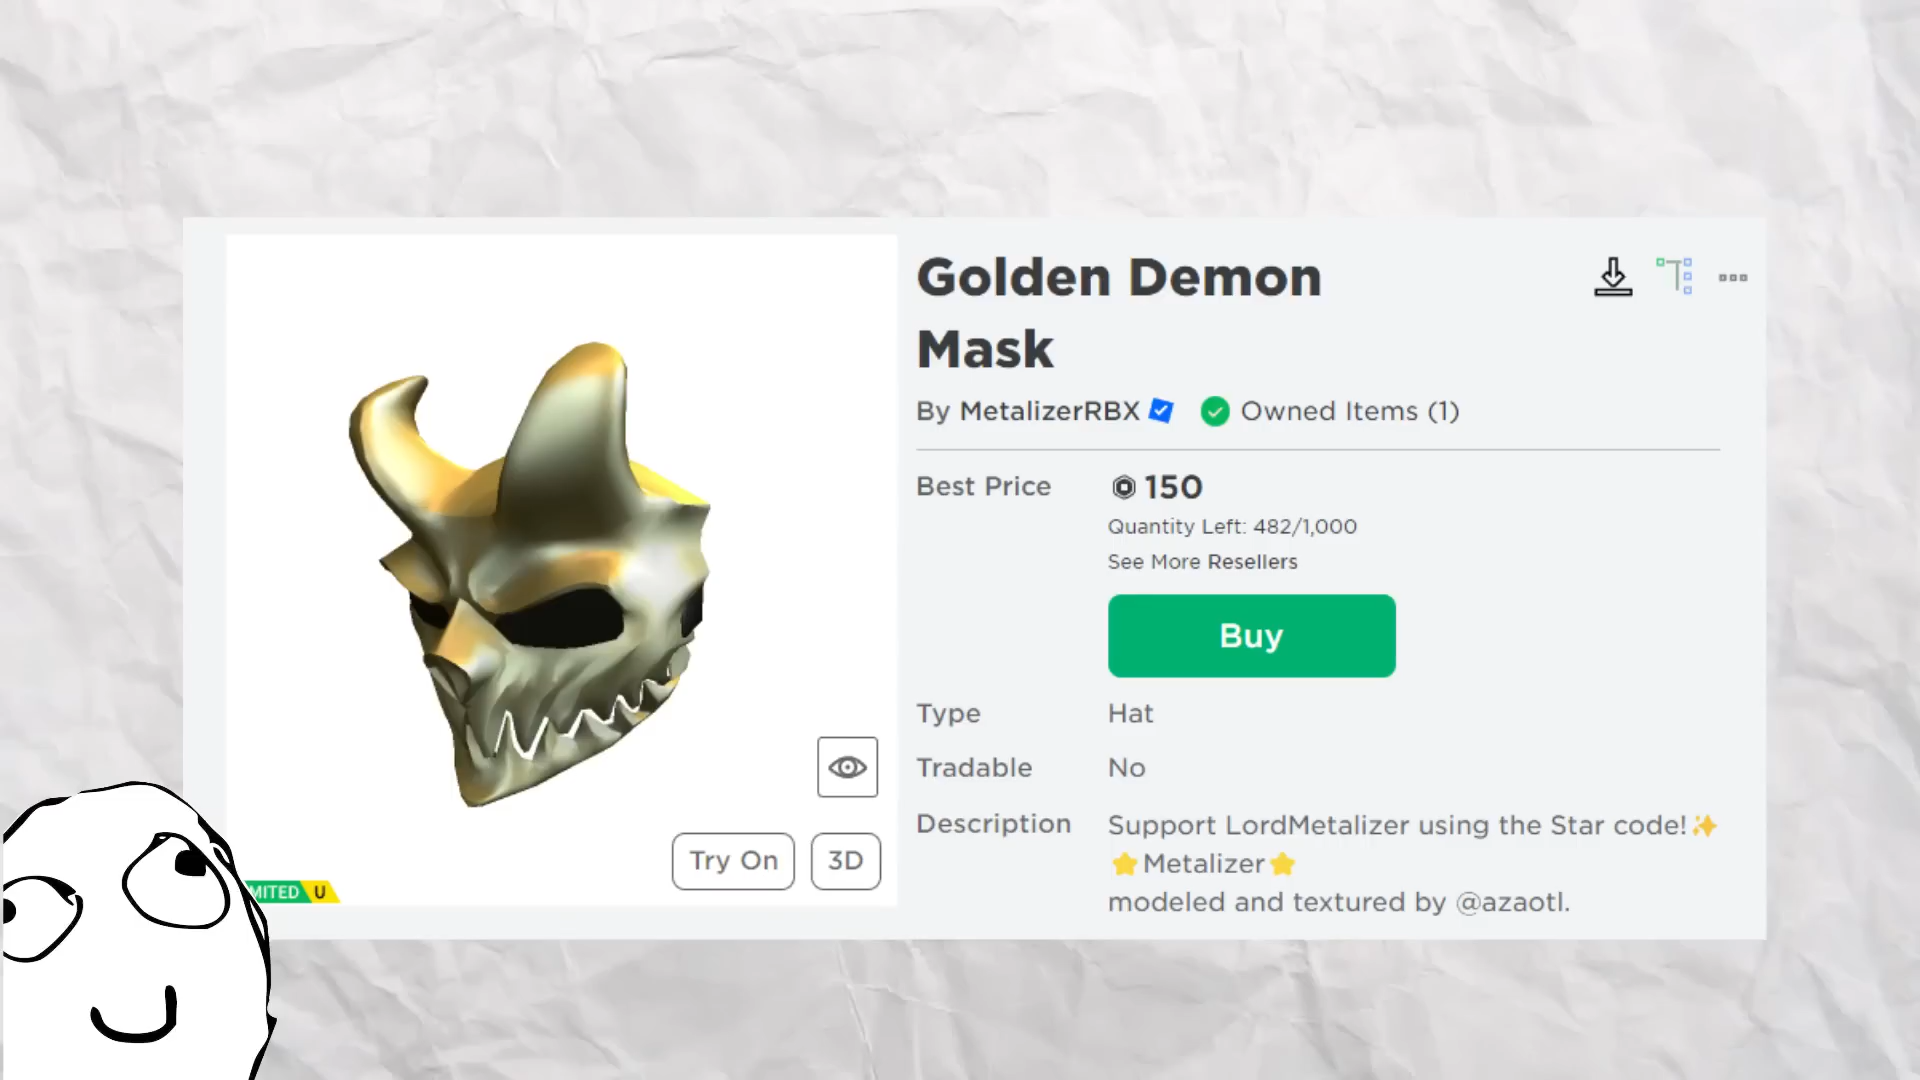 Golden Demon
Mask
By MetalizerRBX Owned Items (1)
Best Price 150
Quantity Left: 482/1,000
See More Resellers
Buy
Type Hat
Tradable No
Description Support LordMetalizer using the Star code!✨
⭐Metalizer⭐
modeled and textured by @azaotl.
Try On 3D
MITED U